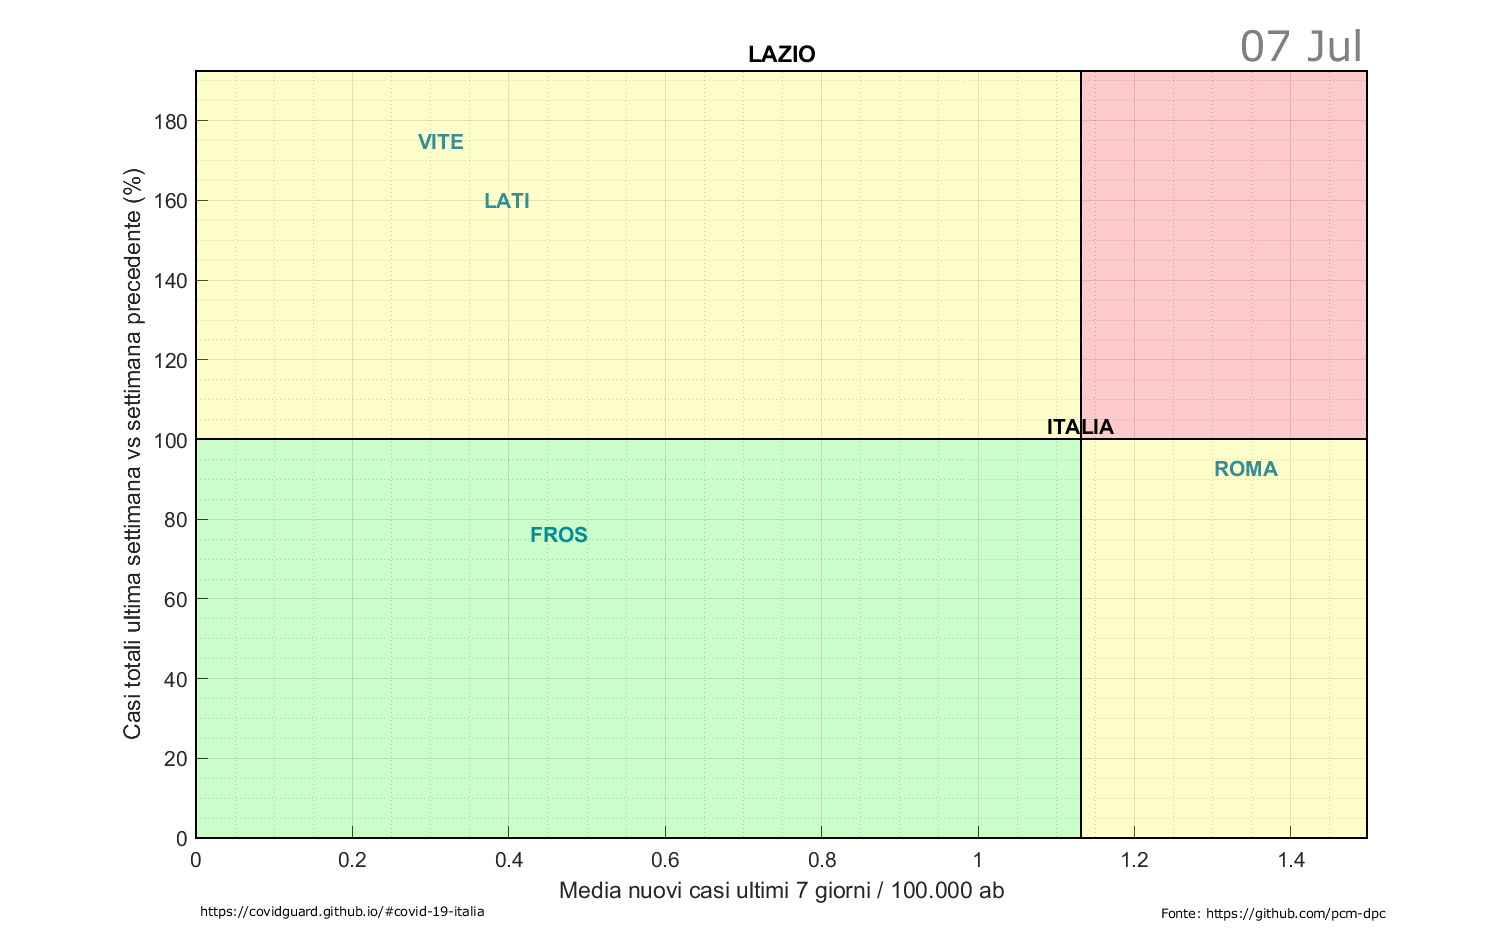 07 Jul
LAZIO
180
160
140
120
100
80
60
40
20
0
Casi totali ultima settimana vs settimana precedente (%)
VITE
LATI
ITALIA
ROMA
FROS
0 0.2 0.4 0.6 0.8 1 1.2 1.4
Media nuovi casi ultimi 7 giorni / 100.000 ab
https://covidguard.github.io/#covid-19-italia
Fonte: https://github.com/pcm-dpc